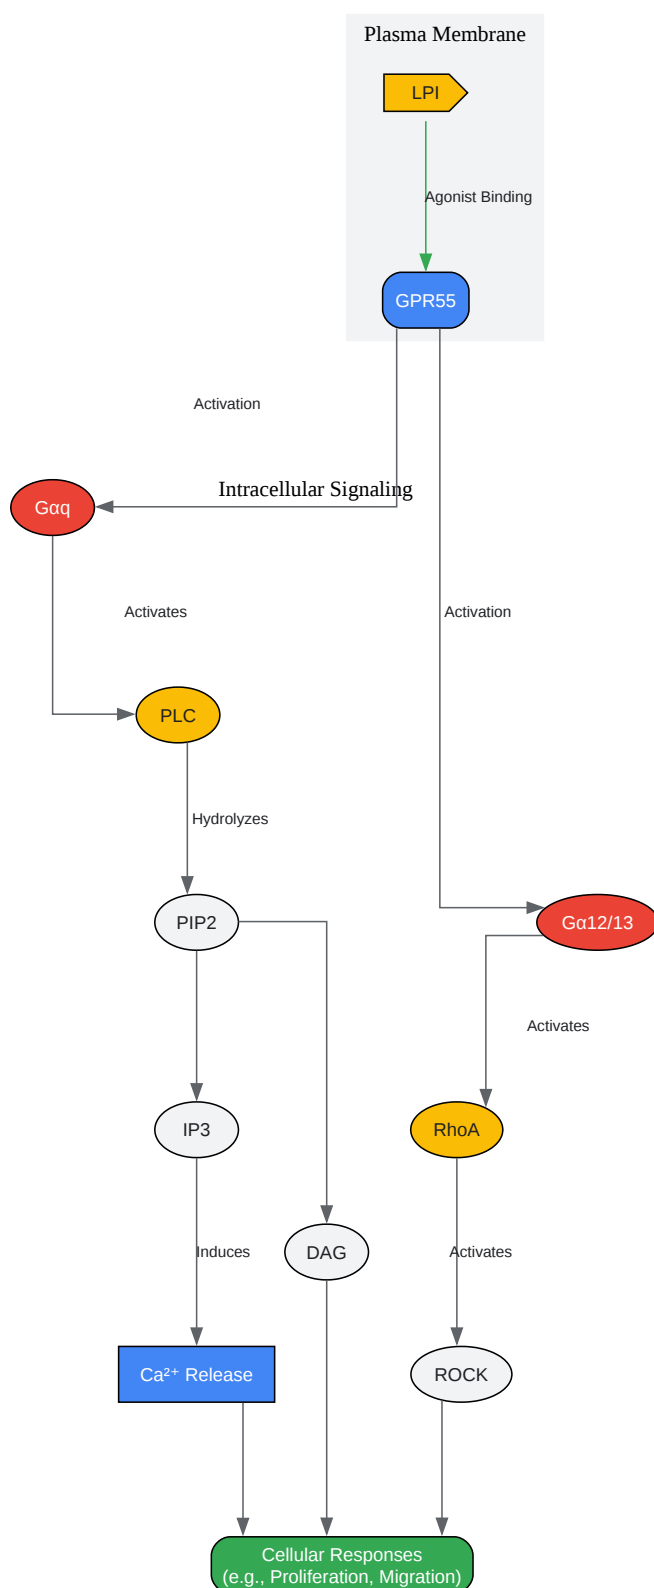 Plasma Membrane
LPI
Agonist Binding
GPR55
Activation
Intracellular Signaling
Gαq
Activates
Activation
PLC
Hydrolyzes
PIP2
Gα12/13
Activates
IP3
RhoA
Induces
DAG
Activates
Ca²⁺ Release
ROCK
Cellular Responses
(e.g., Proliferation, Migration)